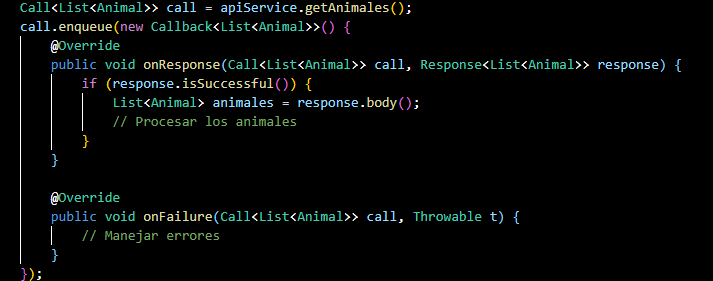 Call<List<Animal>> call = apiService.getAnimales();
call.enqueue(new Callback<List<Animal>>() {
    @Override
    public void onResponse(Call<List<Animal>> call, Response<List<Animal>> response) {
        if (response.isSuccessful()) {
            List<Animal> animales = response.body();
            // Procesar los animales
        }
    }

    @Override
    public void onFailure(Call<List<Animal>> call, Throwable t) {
        // Manejar errores
    }
});